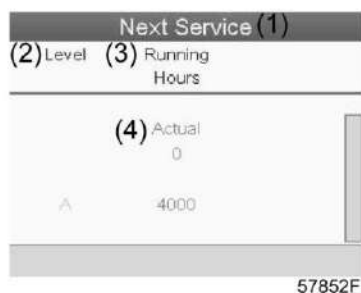 Next Service (1)
(2) Level (3) Running
Hours
(4) Actual
0
A 4000
57852F